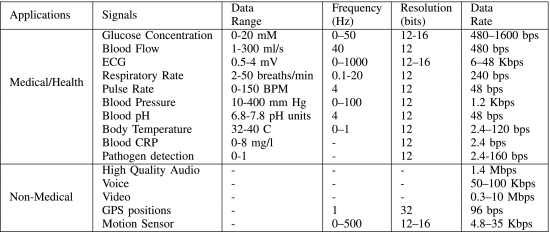 Applications Signals Data Range Frequency (Hz) Resolution (bits) Data Rate
Medical/Health
Glucose Concentration 0-20 mM 0–50 12-16 480–1600 bps
Blood Flow 1-300 ml/s 40 12 480 bps
ECG 0.5-4 mV 0–1000 12–16 6–48 Kbps
Respiratory Rate 2-50 breaths/min 0.1-20 12 240 bps
Pulse Rate 0-150 BPM 4 12 48 bps
Blood Pressure 10-400 mm Hg 0–100 12 1.2 Kbps
Blood pH 6.8-7.8 pH units 4 12 48 bps
Body Temperature 32-40 C 0–1 12 2.4–120 bps
Blood CRP 0-8 mg/l - 12 2.4 bps
Pathogen detection 0-1 - 12 2.4-160 bps
Non-Medical
High Quality Audio - - - 1.4 Mbps
Voice - - - 50–100 Kbps
Video - - - 0.3–10 Mbps
GPS positions - 1 32 96 bps
Motion Sensor - 0–500 12–16 4.8–35 Kbps